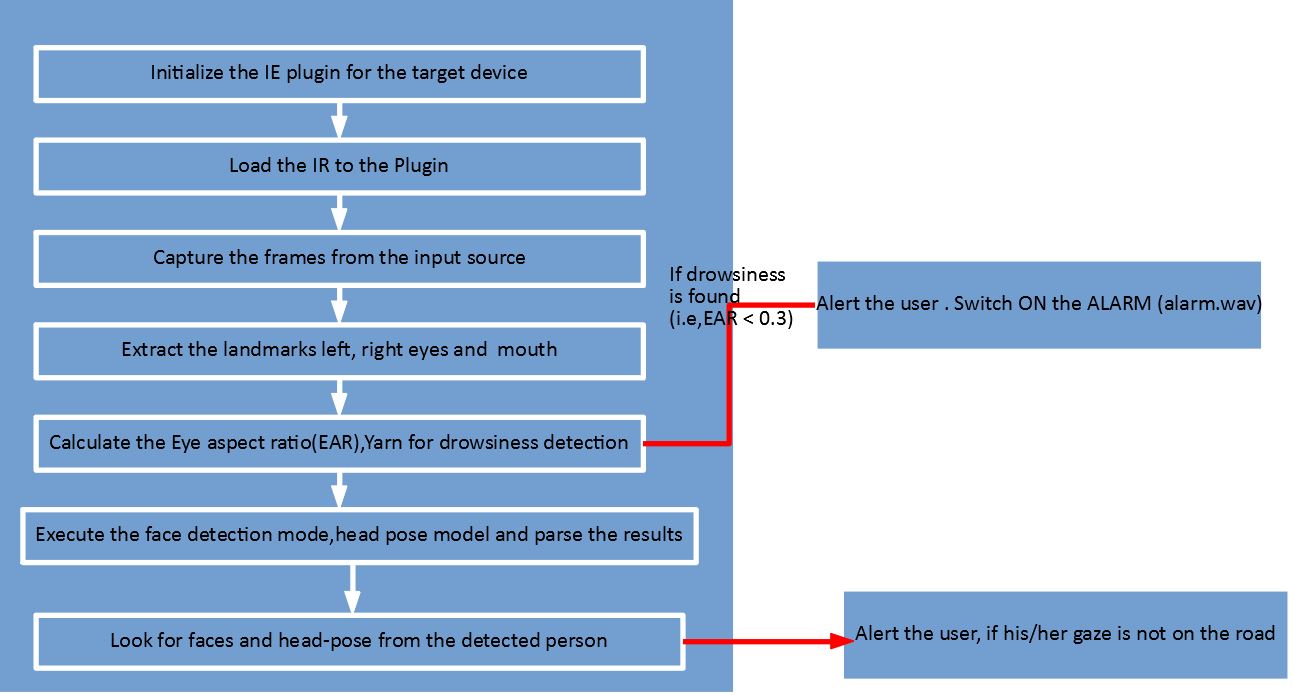 Initialize the IE plugin for the target device
Load the IR to the Plugin
Capture the frames from the input source
Extract the landmarks left, right eyes and  mouth
Calculate the Eye aspect ratio(EAR),Yarn for drowsiness detection
If drowsiness
is found
(i.e,EAR < 0.3)
Alert the user . Switch ON the ALARM (alarm.wav)
Execute the face detection mode,head pose model and parse the results
Look for faces and head-pose from the detected person
Alert the user, if his/her gaze is not on the road